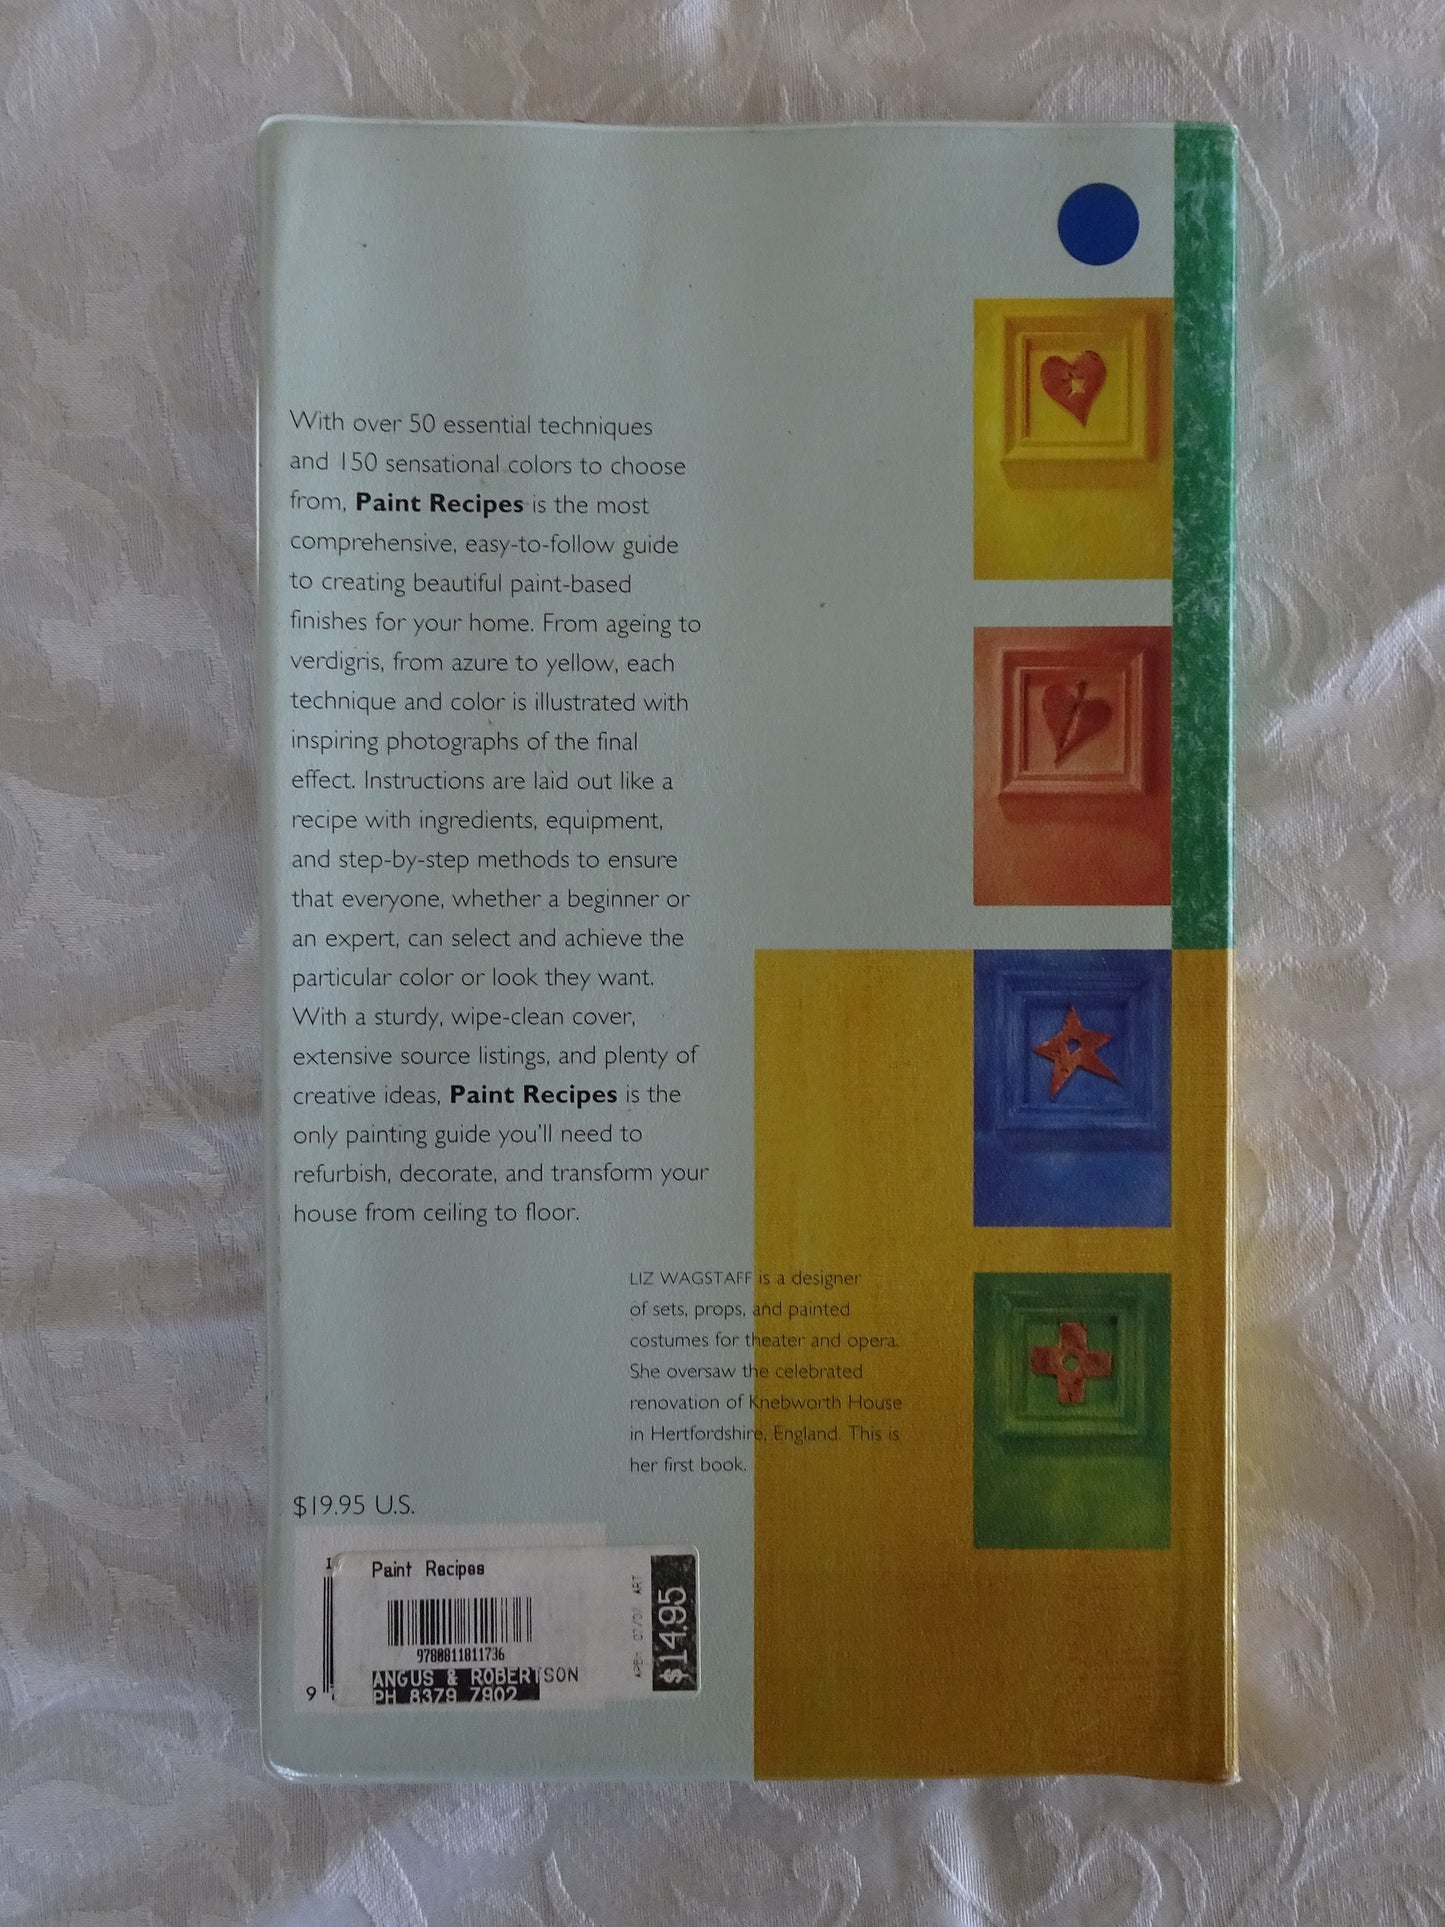 With over 50 essential techniques
and 150 sensational colors to choose
from, Paint Recipes is the most
comprehensive, easy-to-follow guide
to creating beautiful paint-based
finishes for your home. From ageing to
verdigris, from azure to yellow, each
technique and color is illustrated with
inspiring photographs of the final
effect. Instructions are laid out like a
recipe with ingredients, equipment,
and step-by-step methods to ensure
that everyone, whether a beginner or
an expert, can select and achieve the
particular color or look they want.
With a sturdy, wipe-clean cover,
extensive source listings, and plenty of
creative ideas, Paint Recipes is the
only painting guide you'll need to
refurbish, decorate, and transform your
house from ceiling to floor.
LIZ WAGSTAFF is a designer
of sets, props, and painted
costumes for theater and opera.
She oversaw the celebrated
renovation of Knebworth House
in Hertfordshire, England. This is
her first book.
$19.95 U.S.
Paint Recipes
9780811811736
ANGUS & ROBERTSON
PH 8379 7902
ART
$14.95
9